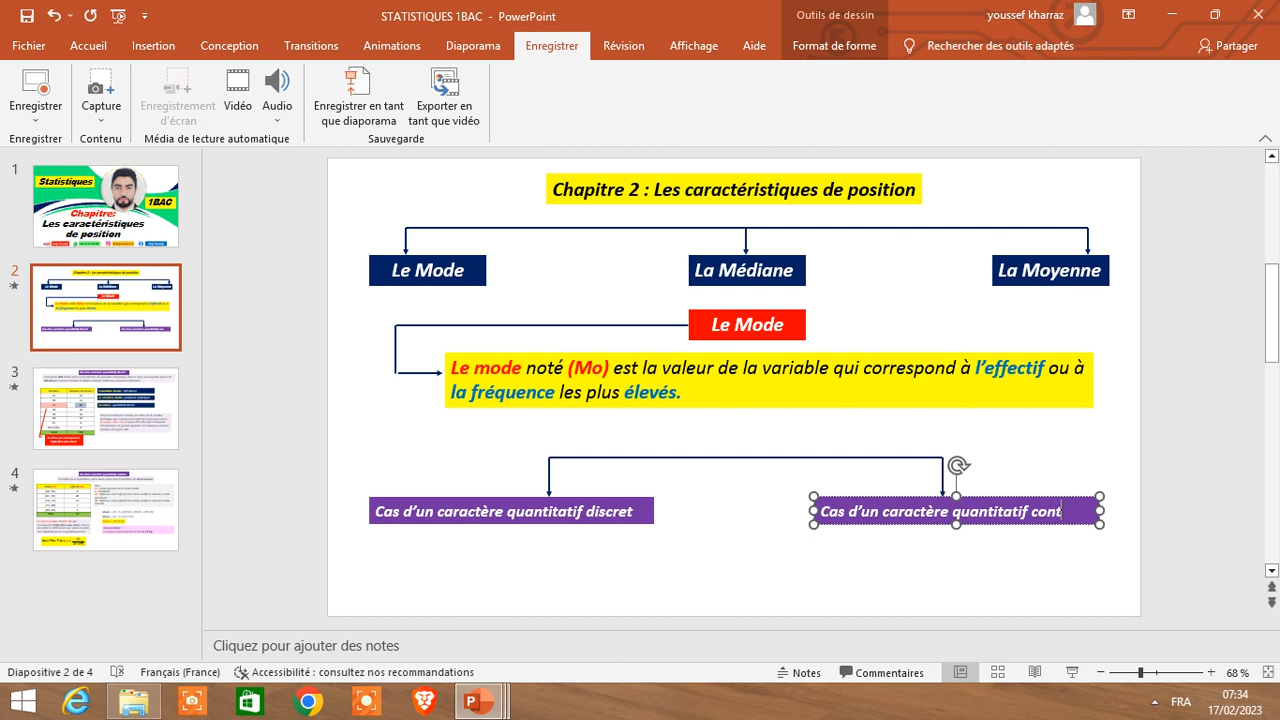 STATISTIQUES 1BAC - PowerPoint
Outils de dessin
youssef kharraz
Fichier Accueil Insertion Conception Transitions Animations Diaporama Enregistrer Révision Affichage Aide Format de forme Rechercher des outils adaptés Partager
Enregistrer
Capture
Enregistrement d'écran
Vidéo
Audio
Enregistrer en tant que diaporama
Exporter en tant que vidéo
Enregistrer Contenu Média de lecture automatique Sauvegarde
1
Statistiques
1BAC
Chapitre:
Les caractéristiques
de position
2
3
4
Chapitre 2 : Les caractéristiques de position
Le Mode La Médiane La Moyenne
Le Mode
Le mode noté (Mo) est la valeur de la variable qui correspond à l'effectif ou à
la fréquence les plus élevés.
Cas d'un caractère quantitatif discret Cas d'un caractère quantitatif cont
Cliquez pour ajouter des notes
Diapositive 2 de 4 Français (France) Accessibilité : consultez nos recommandations Notes Commentaires 68 %
FRA
07:34
17/02/2023